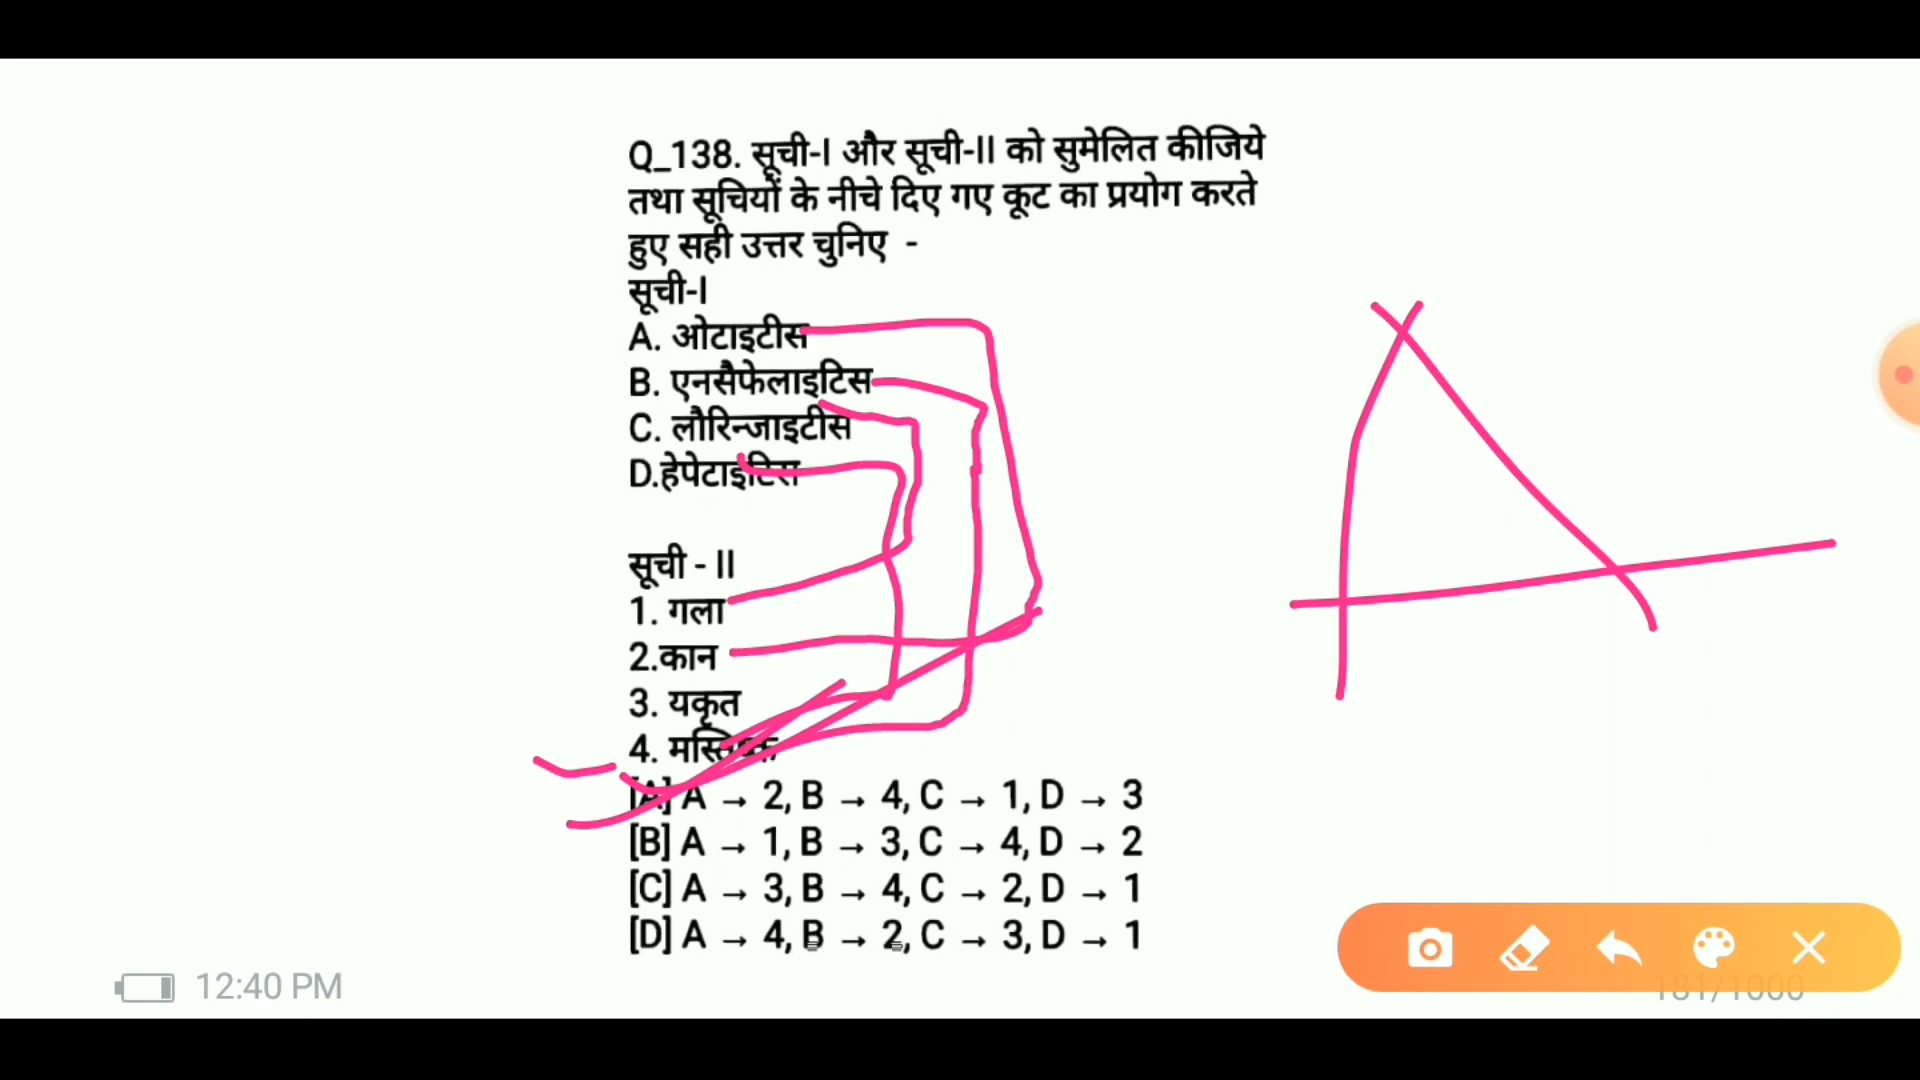 Q_138. सूची-I और सूची-II को सुमेलित कीजिये
तथा सूचियों के नीचे दिए गए कूट का प्रयोग करते
हुए सही उत्तर चुनिए -
सूची-I
A. ओटाइटीस
B. एनसैफेलाइटिस
C. लौरिन्जाइटीस
D.हेपेटाइटिस
सूची - II
1. गला
2.कान
3. यकृत
4. मस्तिष्क
[A] A → 2, B → 4, C → 1, D → 3
[B] A → 1, B → 3, C → 4, D → 2
[C] A → 3, B → 4, C → 2, D → 1
[D] A → 4, B → 2, C → 3, D → 1
A
12:40 PM
181/1000